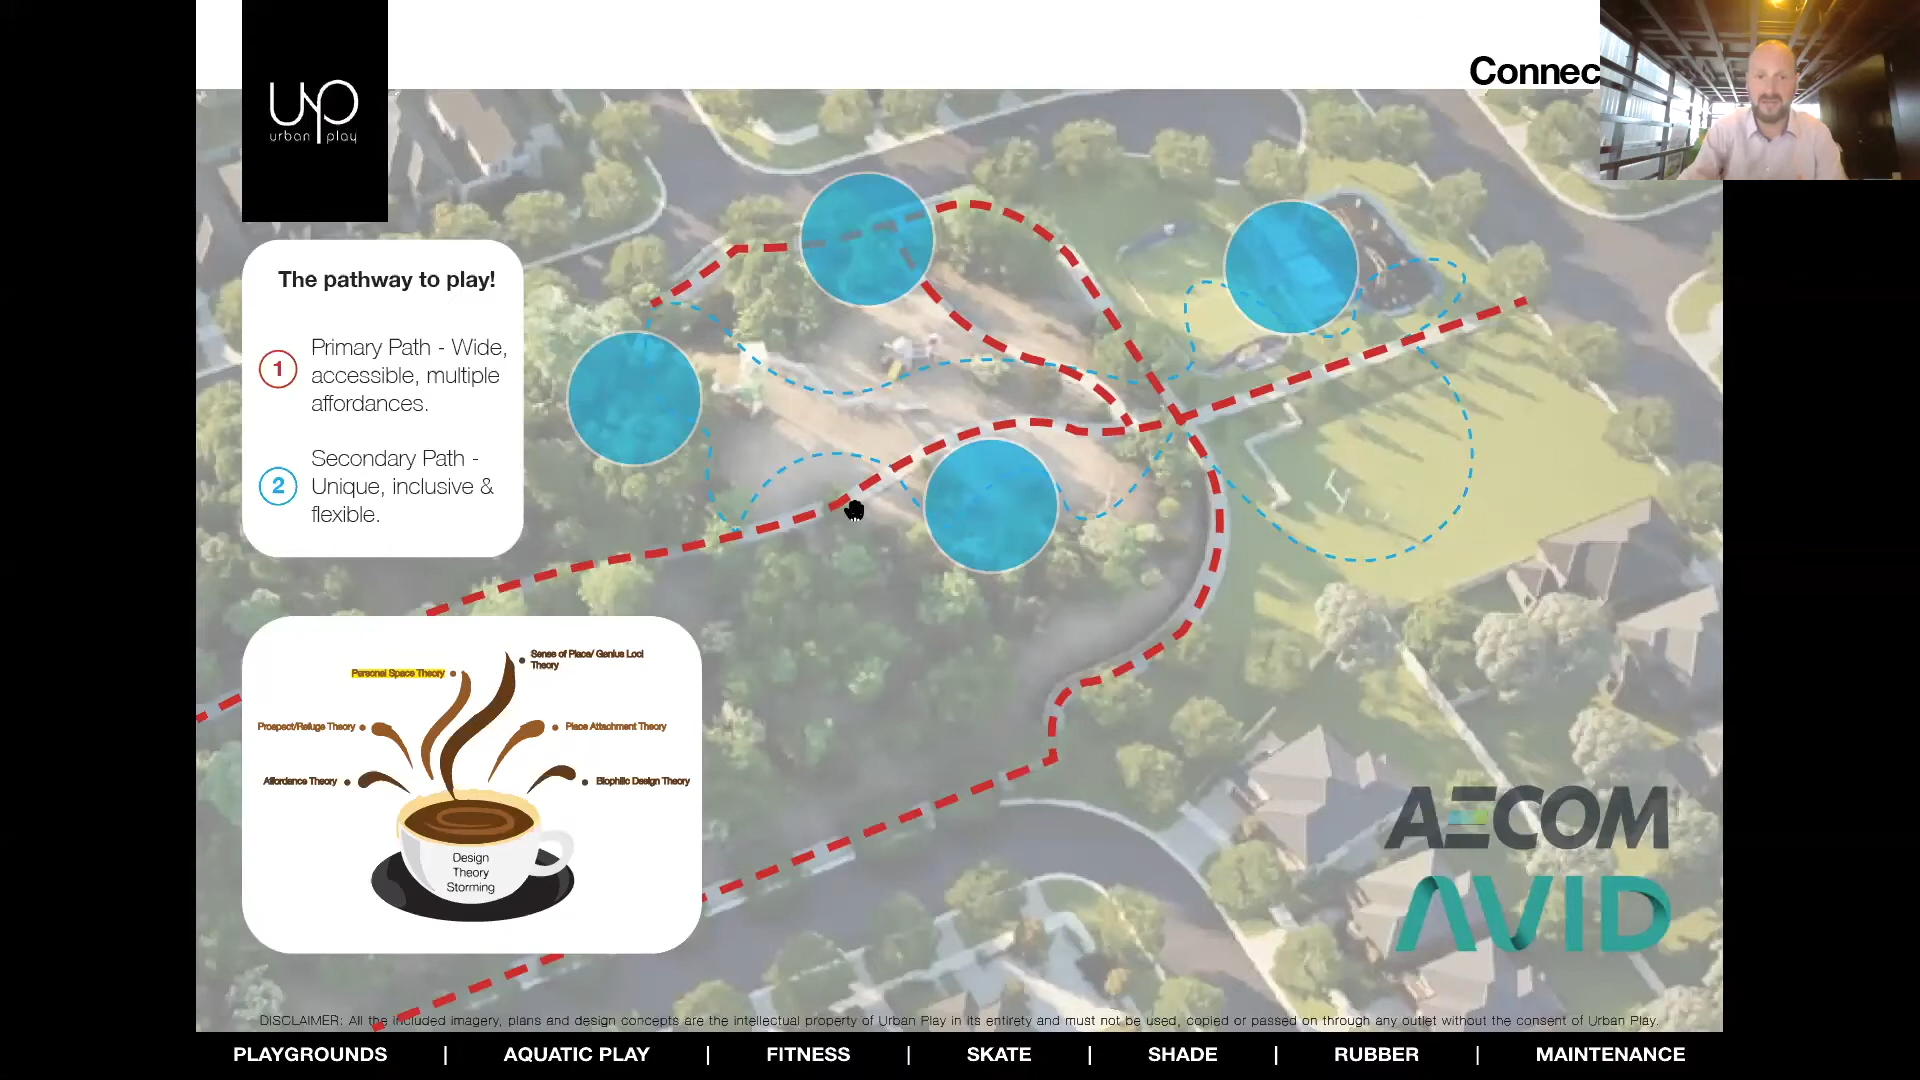 Connec
up
urban play
The pathway to play!
1
Primary Path - Wide,
accessible, multiple
affordances.
2
Secondary Path -
Unique, inclusive &
flexible.
Sense of Place/ Genius Loci
Theory
Personal Space Theory
Prospect/Refuge Theory
Place Attachment Theory
Affordance Theory
Biophilic Design Theory
Design
Theory
Storming
AECOM
AVID
DISCLAIMER: All the included imagery, plans and design concepts are the intellectual property of Urban Play in its entirety and must not be used, copied or passed on through any outlet without the consent of Urban Play.
PLAYGROUNDS | AQUATIC PLAY | FITNESS | SKATE | SHADE | RUBBER | MAINTENANCE